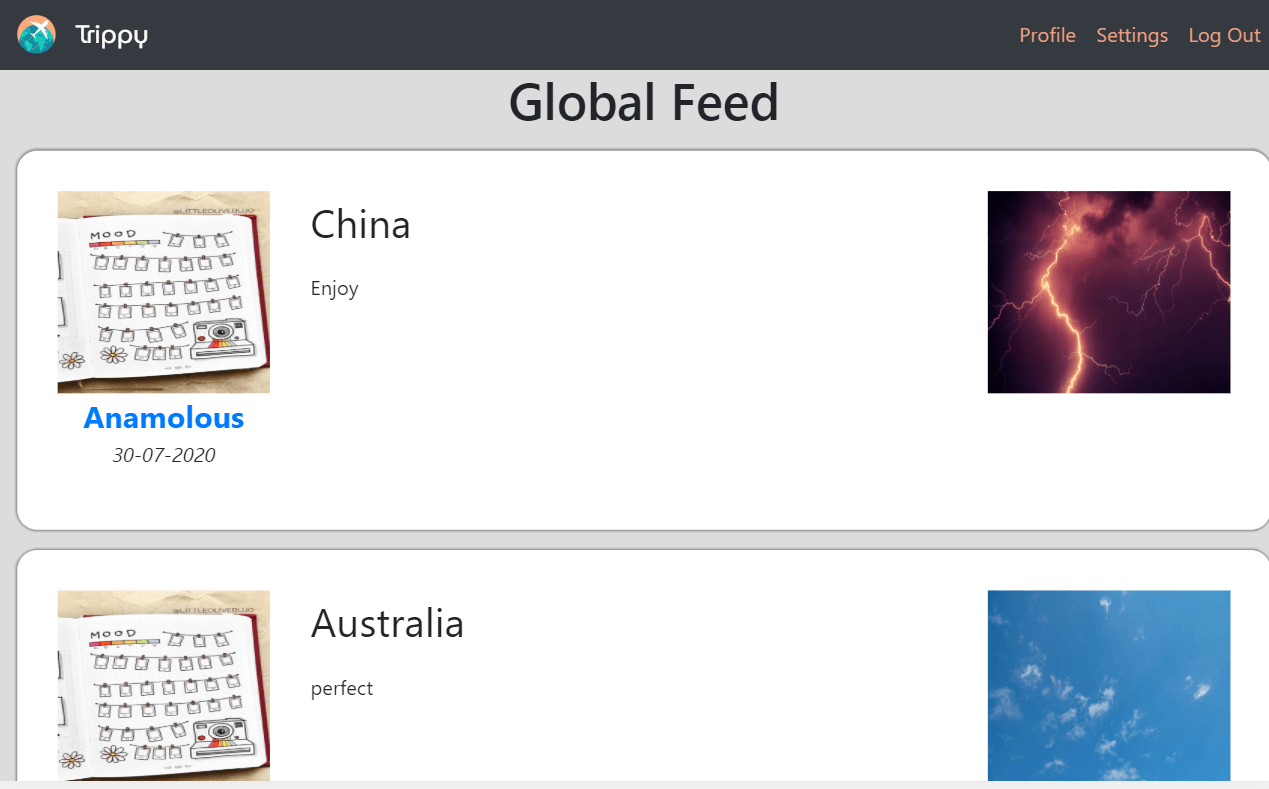 Trippy
Profile Settings Log Out
Global Feed
@LITTLEOLIVEBUJO
MOOD
China
Enjoy
Anamolous
30-07-2020
@LITTLEOLIVEBUJO
MOOD
Australia
perfect